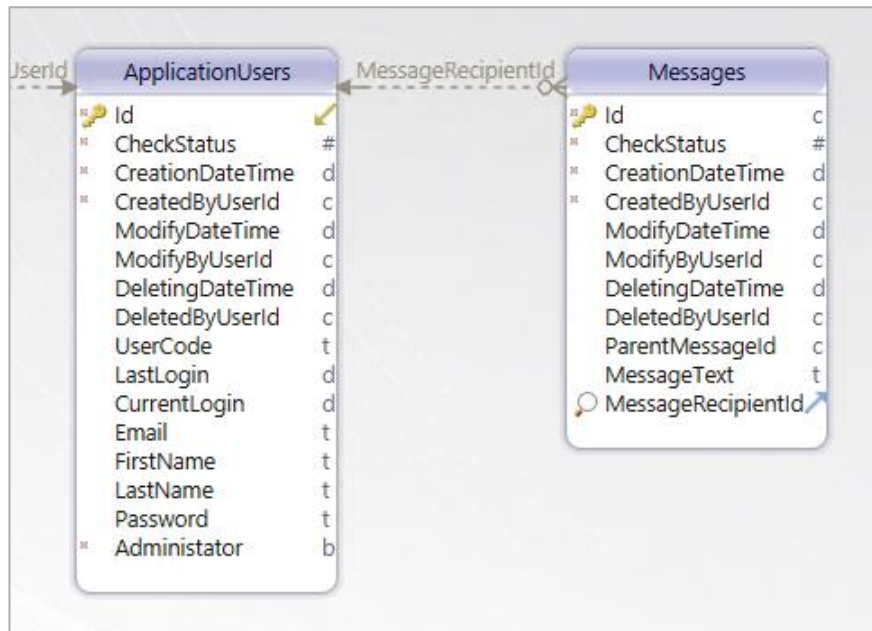 UserId
ApplicationUsers
Id
CheckStatus #
CreationDateTime d
CreatedByUserId c
ModifyDateTime d
ModifyByUserId c
DeletingDateTime d
DeletedByUserId c
UserCode t
LastLogin d
CurrentLogin d
Email t
FirstName t
LastName t
Password t
Administator b
MessageRecipientId
Messages
Id c
CheckStatus #
CreationDateTime d
CreatedByUserId c
ModifyDateTime d
ModifyByUserId c
DeletingDateTime d
DeletedByUserId c
ParentMessageId c
MessageText t
MessageRecipientId